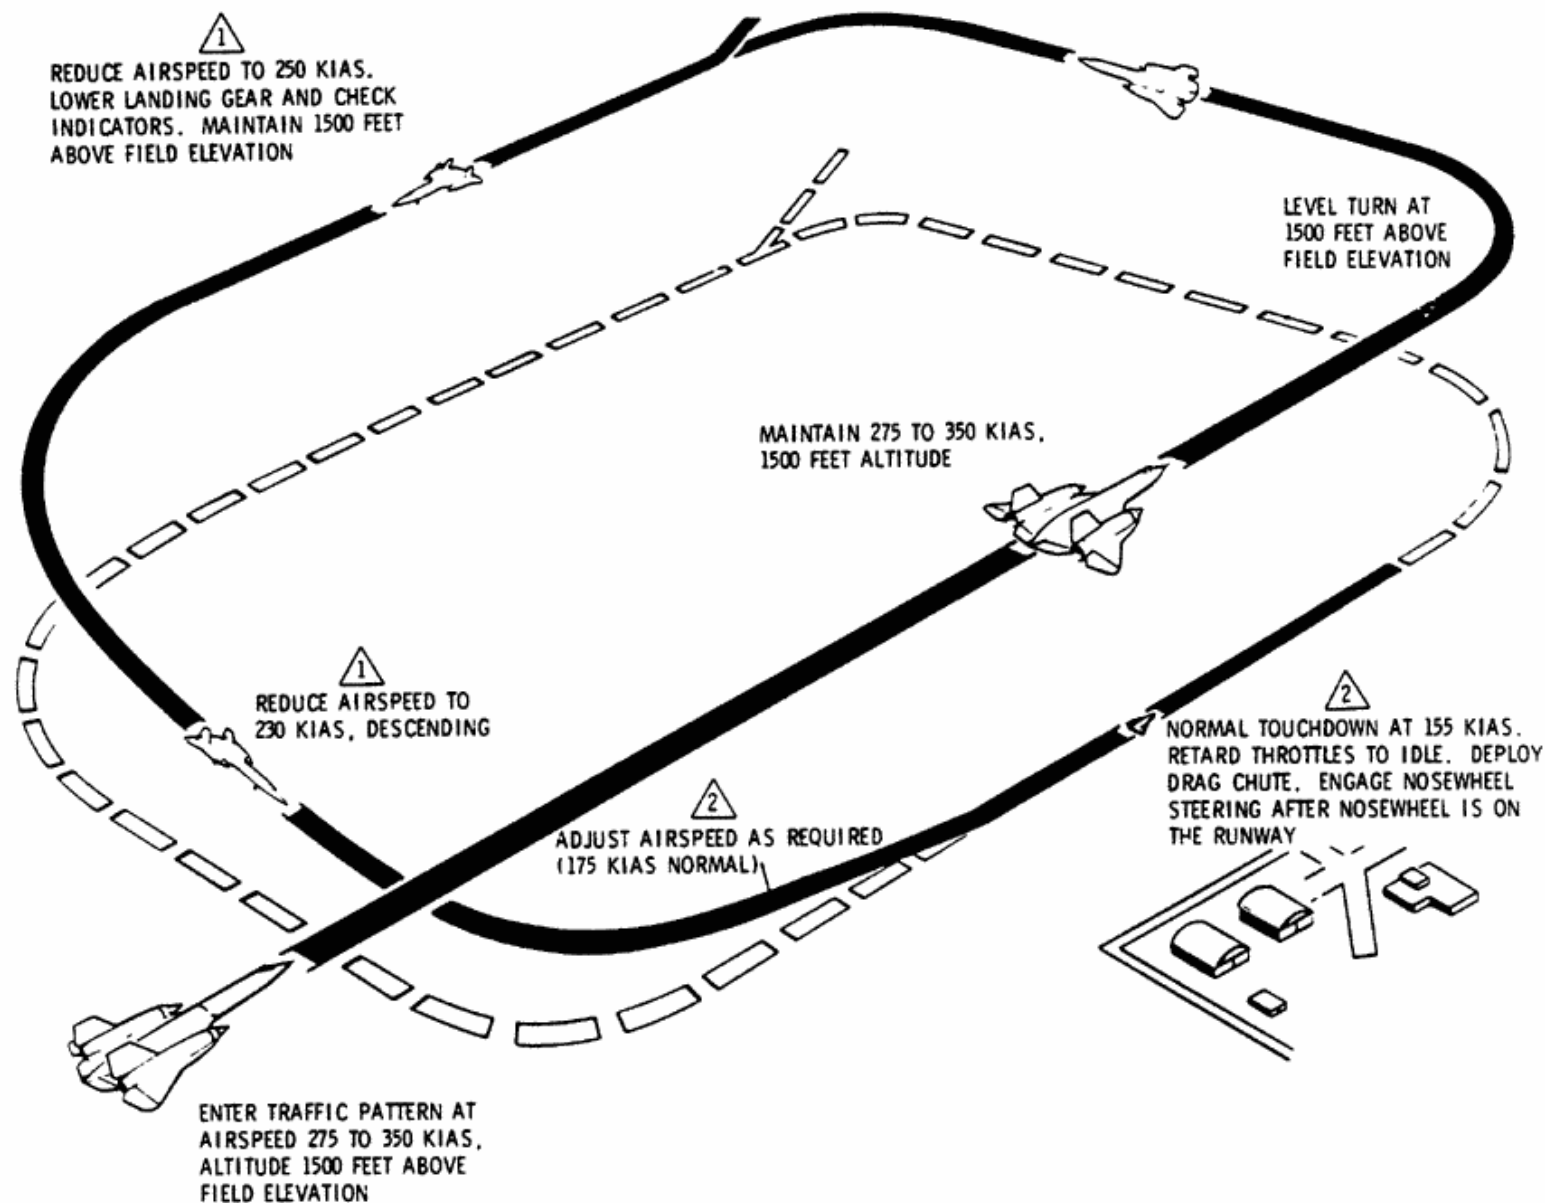 1
REDUCE AIRSPEED TO 250 KIAS.
LOWER LANDING GEAR AND CHECK
INDICATORS. MAINTAIN 1500 FEET
ABOVE FIELD ELEVATION
LEVEL TURN AT
1500 FEET ABOVE
FIELD ELEVATION
MAINTAIN 275 TO 350 KIAS,
1500 FEET ALTITUDE
1
REDUCE AIRSPEED TO
230 KIAS, DESCENDING
2
ADJUST AIRSPEED AS REQUIRED
(175 KIAS NORMAL)
2
NORMAL TOUCHDOWN AT 155 KIAS.
RETARD THROTTLES TO IDLE. DEPLOY
DRAG CHUTE. ENGAGE NOSEWHEEL
STEERING AFTER NOSEWHEEL IS ON
THE RUNWAY
ENTER TRAFFIC PATTERN AT
AIRSPEED 275 TO 350 KIAS,
ALTITUDE 1500 FEET ABOVE
FIELD ELEVATION